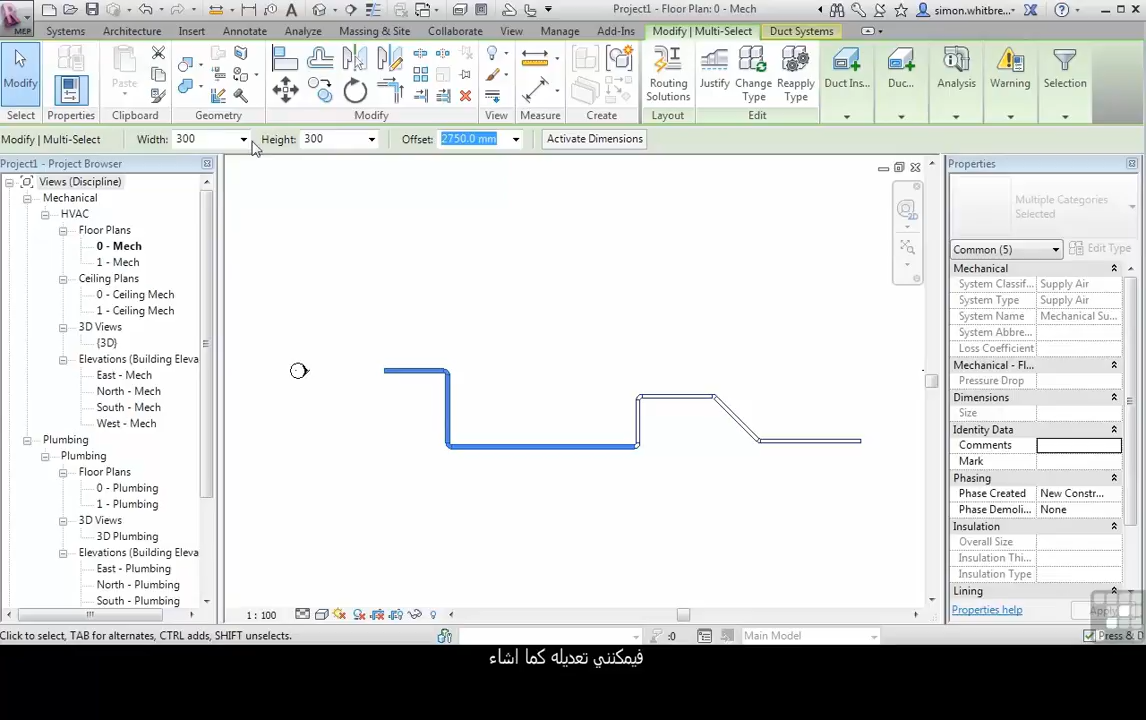 Project1 - Floor Plan: 0 - Mech
simon.whitbre...
MEP
Systems Architecture Insert Annotate Analyze Massing & Site Collaborate View Manage Add-Ins Modify | Multi-Select Duct Systems
Modify Paste Routing Solutions Justify Change Type Reapply Type Duct Ins... Duc... Analysis Warning Selection
Select Properties Clipboard Geometry Modify View Measure Create Layout Edit
Modify | Multi-Select Width: 300 Height: 300 Offset: 2750.0 mm Activate Dimensions
Project1 - Project Browser
Views (Discipline)
Mechanical
HVAC
Floor Plans
0 - Mech
1 - Mech
Ceiling Plans
0 - Ceiling Mech
1 - Ceiling Mech
3D Views
{3D}
Elevations (Building Eleva
East - Mech
North - Mech
South - Mech
West - Mech
Plumbing
Plumbing
Floor Plans
0 - Plumbing
1 - Plumbing
3D Views
3D Plumbing
Elevations (Building Eleva
East - Plumbing
North - Plumbing
South - Plumbing
Properties
Multiple Categories Selected
Common (5) Edit Type
Mechanical
System Classif... Supply Air
System Type Supply Air
System Name Mechanical Su...
System Abbre...
Loss Coefficient
Mechanical - Fl...
Pressure Drop
Dimensions
Size
Identity Data
Comments
Mark
Phasing
Phase Created New Constr...
Phase Demoli... None
Insulation
Overall Size
Insulation Thi...
Insulation Type
Lining
Properties help Apply
1 : 100
Click to select, TAB for alternates, CTRL adds, SHIFT unselects.
:0 Main Model Press & D
فيمكنني تعديله كما اشاء